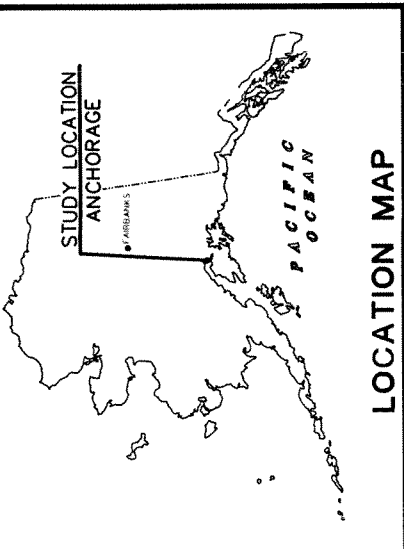 STUDY LOCATION
ANCHORAGE
FAIRBANKS
PACIFIC
OCEAN
LOCATION MAP